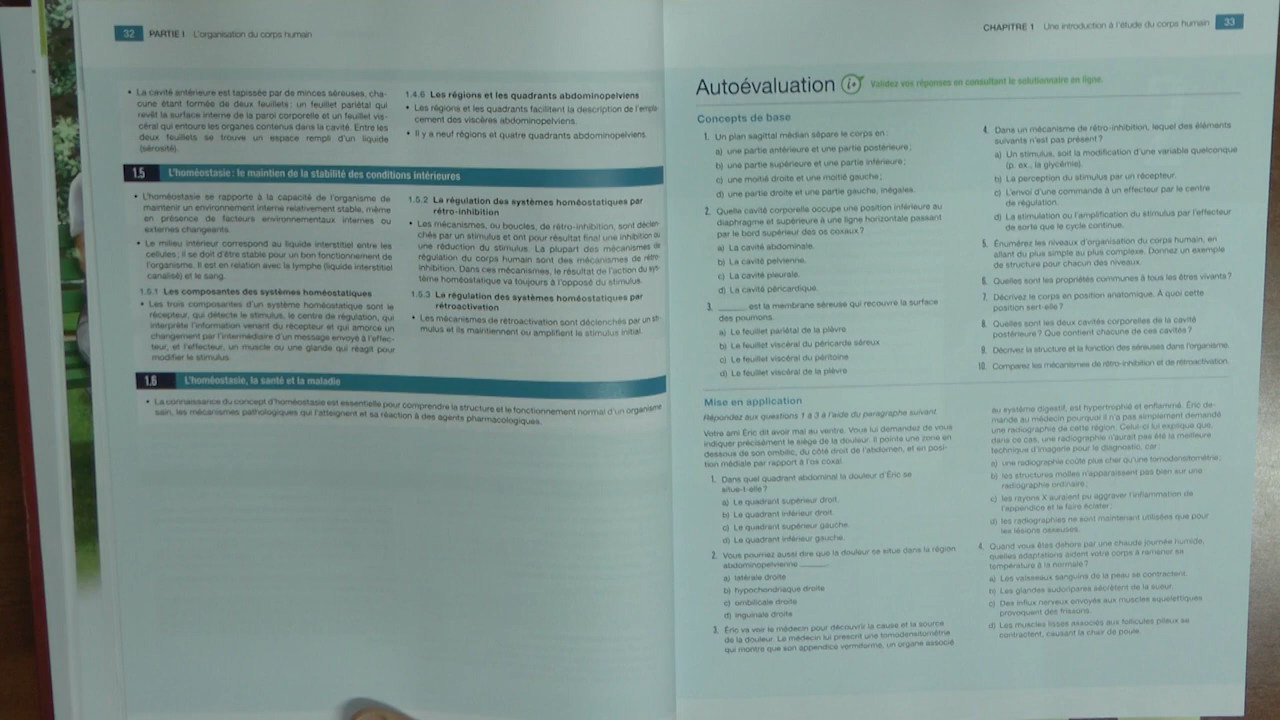 32 PARTIE I L'organisation du corps humain
• La cavité antérieure est tapissée par de minces séreuses, cha-
cune étant formée de deux feuillets : un feuillet pariétal qui
revêt la surface interne de la paroi corporelle et un feuillet vis-
céral qui entoure les organes contenus dans la cavité. Entre les
deux feuillets se trouve un espace rempli d'un liquide
(sérosité).
1.4.6 Les régions et les quadrants abdominopelviens
• Les régions et les quadrants facilitent la description de l'empla-
cement des viscères abdominopelviens.
• Il y a neuf régions et quatre quadrants abdominopelviens.
1.5 L'homéostasie : le maintien de la stabilité des conditions intérieures
• L'homéostasie se rapporte à la capacité de l'organisme de
maintenir un environnement interne relativement stable, même
en présence de facteurs environnementaux internes ou
externes changeants.
• Le milieu intérieur correspond au liquide interstitiel entre les
cellules ; il se doit d'être stable pour un bon fonctionnement de
l'organisme. Il est en relation avec la lymphe (liquide interstitiel
canalisé) et le sang.
1.5.1 Les composantes des systèmes homéostatiques
• Les trois composantes d'un système homéostatique sont le
récepteur, qui détecte le stimulus, le centre de régulation, qui
interprète l'information venant du récepteur et qui amorce un
changement par l'intermédiaire d'un message envoyé à l'effec-
teur, et l'effecteur, un muscle ou une glande qui réagit pour
modifier le stimulus.
1.5.2 La régulation des systèmes homéostatiques par
rétro-inhibition
• Les mécanismes, ou boucles, de rétro-inhibition, sont déclen-
chés par un stimulus et ont pour résultat final une inhibition ou
une réduction du stimulus. La plupart des mécanismes de
régulation du corps humain sont des mécanismes de rétro-
inhibition. Dans ces mécanismes, le résultat de l'action du sys-
tème homéostatique va toujours à l'opposé du stimulus.
1.5.3 La régulation des systèmes homéostatiques par
rétroactivation
• Les mécanismes de rétroactivation sont déclenchés par un sti-
mulus et ils maintiennent ou amplifient le stimulus initial.
1.6 L'homéostasie, la santé et la maladie
• La connaissance du concept d'homéostasie est essentielle pour comprendre la structure et le fonctionnement normal d'un organisme
sain, les mécanismes pathologiques qui l'atteignent et sa réaction à des agents pharmacologiques.
CHAPITRE 1 Une introduction à l'étude du corps humain 33
Autoévaluation i+ Validez vos réponses en consultant le solutionnaire en ligne.
Concepts de base
1. Un plan sagittal médian sépare le corps en :
a) une partie antérieure et une partie postérieure ;
b) une partie supérieure et une partie inférieure ;
c) une moitié droite et une moitié gauche ;
d) une partie droite et une partie gauche, inégales.
2. Quelle cavité corporelle occupe une position inférieure au
diaphragme et supérieure à une ligne horizontale passant
par le bord supérieur des os coxaux ?
a) La cavité abdominale.
b) La cavité pelvienne.
c) La cavité pleurale.
d) La cavité péricardique.
3. ______ est la membrane séreuse qui recouvre la surface
des poumons.
a) Le feuillet pariétal de la plèvre
b) Le feuillet viscéral du péricarde séreux
c) Le feuillet viscéral du péritoine
d) Le feuillet viscéral de la plèvre
4. Dans un mécanisme de rétro-inhibition, lequel des éléments
suivants n'est pas présent ?
a) Un stimulus, soit la modification d'une variable quelconque
(p. ex., la glycémie).
b) La perception du stimulus par un récepteur.
c) L'envoi d'une commande à un effecteur par le centre
de régulation.
d) La stimulation ou l'amplification du stimulus par l'effecteur
de sorte que le cycle continue.
5. Énumérez les niveaux d'organisation du corps humain, en
allant du plus simple au plus complexe. Donnez un exemple
de structure pour chacun des niveaux.
6. Quelles sont les propriétés communes à tous les êtres vivants ?
7. Décrivez le corps en position anatomique. À quoi cette
position sert-elle ?
8. Quelles sont les deux cavités corporelles de la cavité
postérieure ? Que contient chacune de ces cavités ?
9. Décrivez la structure et la fonction des séreuses dans l'organisme.
10. Comparez les mécanismes de rétro-inhibition et de rétroactivation.
Mise en application
Répondez aux questions 1 à 3 à l'aide du paragraphe suivant.
Votre ami Éric dit avoir mal au ventre. Vous lui demandez de vous
indiquer précisément le siège de la douleur. Il pointe une zone en
dessous de son ombilic, du côté droit de l'abdomen, et en posi-
tion médiale par rapport à l'os coxal.
1. Dans quel quadrant abdominal la douleur d'Éric se
situe-t-elle ?
a) Le quadrant supérieur droit.
b) Le quadrant inférieur droit.
c) Le quadrant supérieur gauche.
d) Le quadrant inférieur gauche.
2. Vous pourriez aussi dire que la douleur se situe dans la région
abdominopelvienne ______.
a) latérale droite
b) hypochondriaque droite
c) ombilicale droite
d) inguinale droite
3. Éric va voir le médecin pour découvrir la cause et la source
de la douleur. Le médecin lui prescrit une tomodensitométrie
qui montre que son appendice vermiforme, un organe associé
au système digestif, est hypertrophié et enflammé. Éric de-
mande au médecin pourquoi il n'a pas simplement demandé
une radiographie de cette région. Celui-ci lui explique que,
dans ce cas, une radiographie n'aurait pas été la meilleure
technique d'imagerie pour le diagnostic, car :
a) une radiographie coûte plus cher qu'une tomodensitométrie ;
b) les structures molles n'apparaissent pas bien sur une
radiographie ordinaire ;
c) les rayons X auraient pu aggraver l'inflammation de
l'appendice et le faire éclater ;
d) les radiographies ne sont maintenant utilisées que pour
les lésions osseuses.
4. Quand vous êtes dehors par une chaude journée humide,
quelles adaptations aident votre corps à ramener sa
température à la normale ?
a) Les vaisseaux sanguins de la peau se contractent.
b) Les glandes sudoripares sécrètent de la sueur.
c) Des influx nerveux envoyés aux muscles squelettiques
provoquent des frissons.
d) Les muscles lisses associés aux follicules pileux se
contractent, causant la chair de poule.